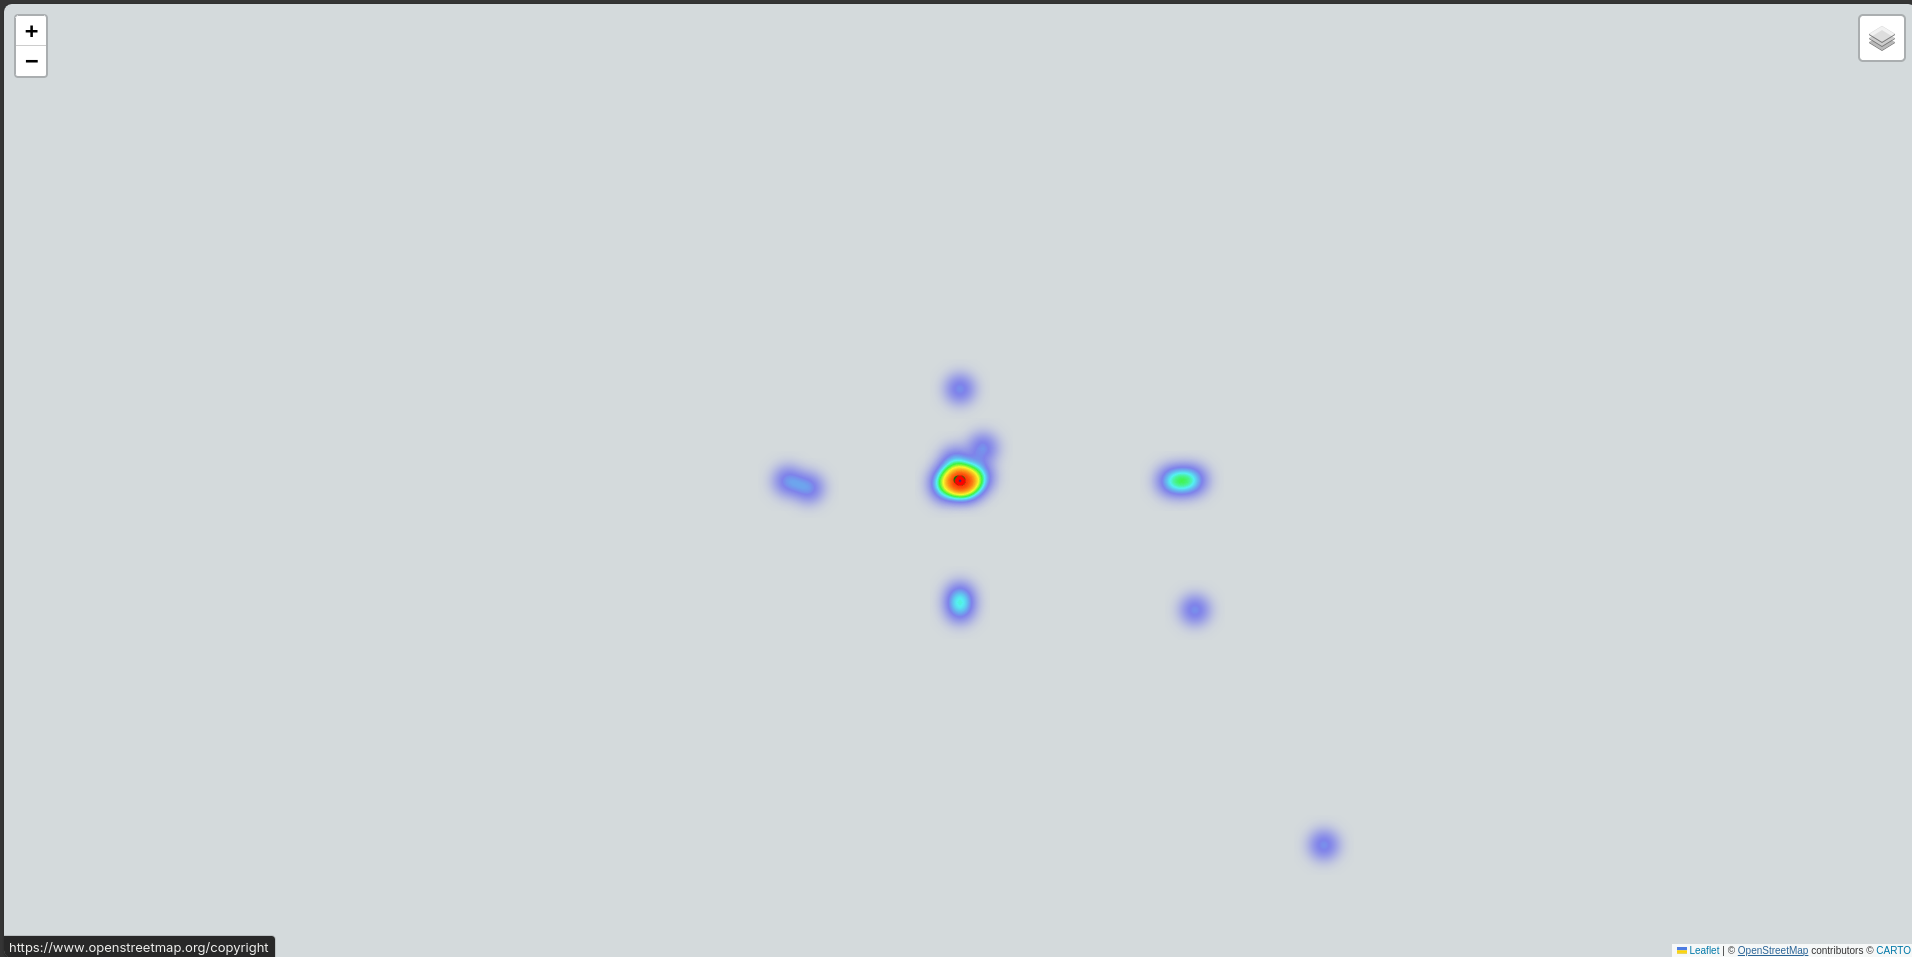 +
−
https://www.openstreetmap.org/copyright
Leaflet | © OpenStreetMap contributors © CARTO